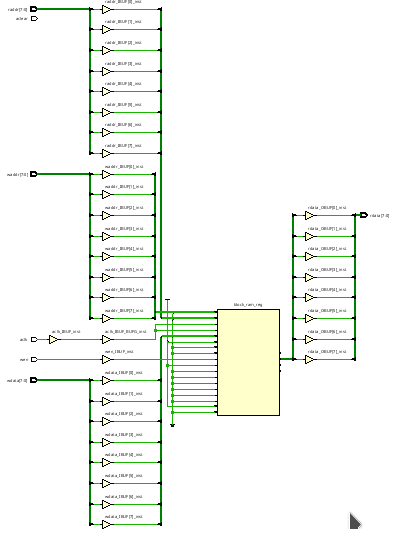 raddr_IBUF[0]_inst
raddr[7:0]
aclear
raddr_IBUF[1]_inst
raddr_IBUF[2]_inst
raddr_IBUF[3]_inst
raddr_IBUF[4]_inst
raddr_IBUF[5]_inst
raddr_IBUF[6]_inst
raddr_IBUF[7]_inst
waddr_IBUF[0]_inst
waddr[7:0]
waddr_IBUF[1]_inst
waddr_IBUF[2]_inst
waddr_IBUF[3]_inst
waddr_IBUF[4]_inst
waddr_IBUF[5]_inst
waddr_IBUF[6]_inst
waddr_IBUF[7]_inst
rdata_OBUF[0]_inst
rdata[7:0]
rdata_OBUF[1]_inst
rdata_OBUF[2]_inst
rdata_OBUF[3]_inst
rdata_OBUF[4]_inst
rdata_OBUF[5]_inst
rdata_OBUF[6]_inst
rdata_OBUF[7]_inst
block_ram_reg
aclk
aclk_IBUF_inst
aclk_IBUF_BUFG_inst
wen
wen_IBUF_inst
wdata_IBUF[0]_inst
wdata[7:0]
wdata_IBUF[1]_inst
wdata_IBUF[2]_inst
wdata_IBUF[3]_inst
wdata_IBUF[4]_inst
wdata_IBUF[5]_inst
wdata_IBUF[6]_inst
wdata_IBUF[7]_inst